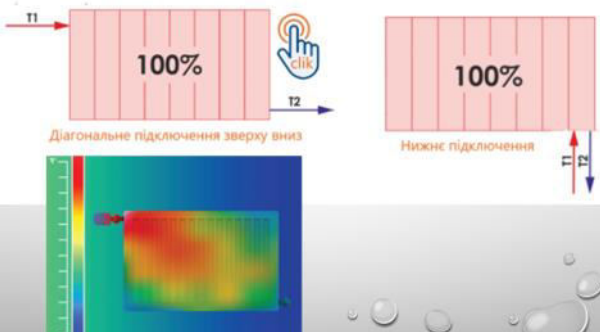 T1
100%
clik
T2
Діагональне підключення зверху вниз
100%
Нижнє підключення
T1
T2